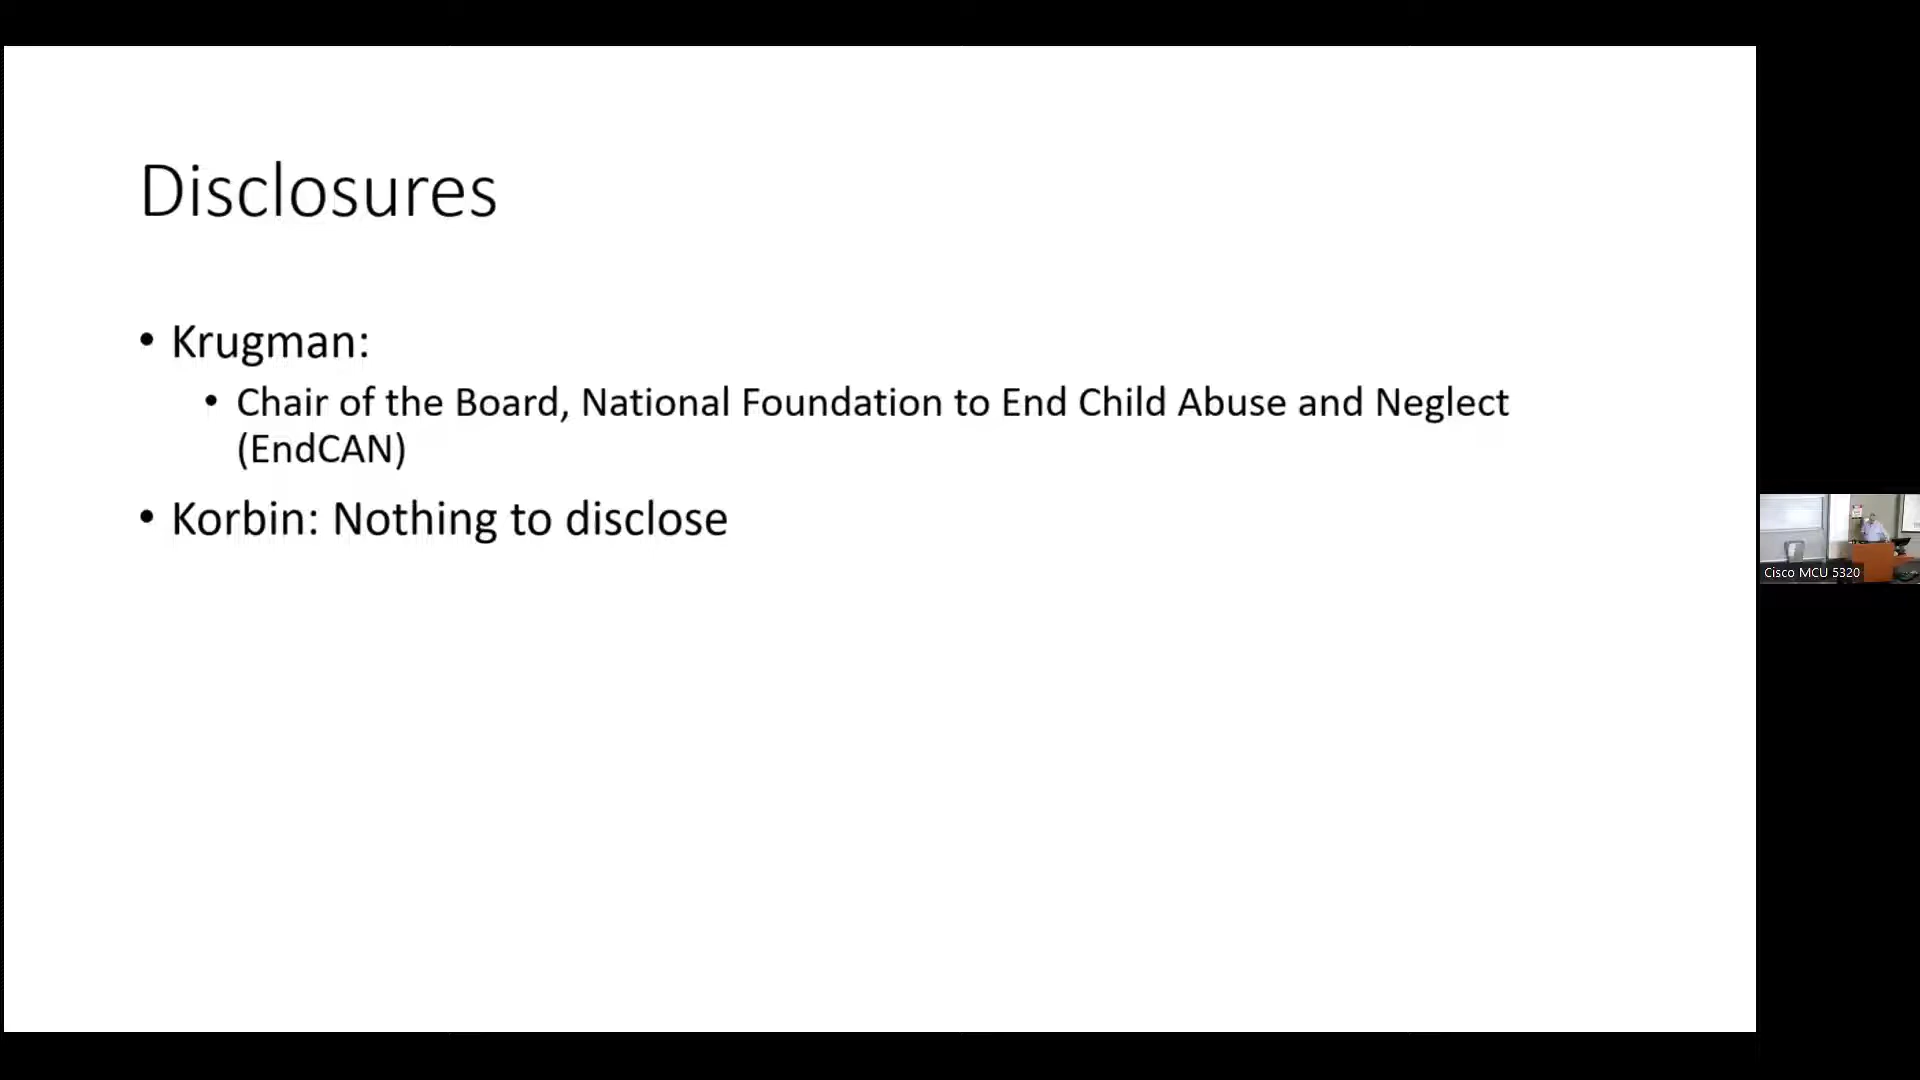 Disclosures
• Krugman:
• Chair of the Board, National Foundation to End Child Abuse and Neglect
(EndCAN)
• Korbin: Nothing to disclose
Cisco MCU 5320